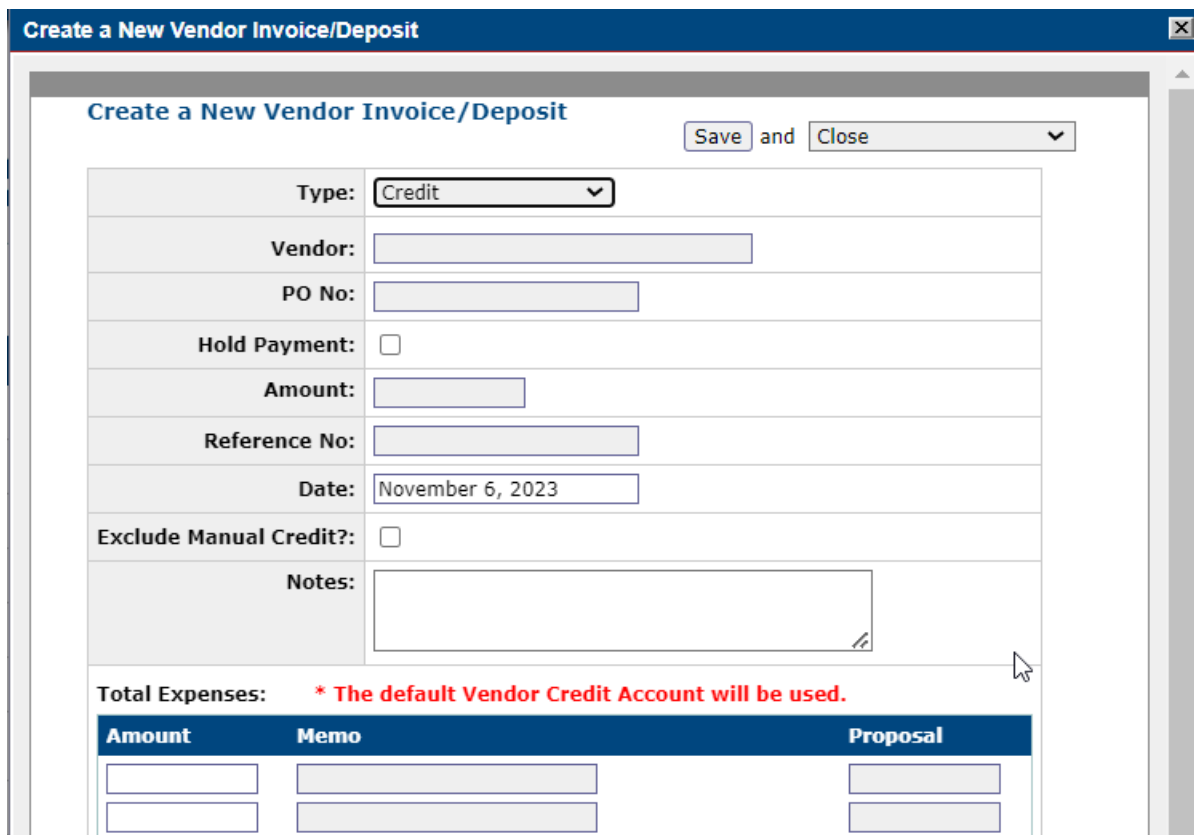 Create a New Vendor Invoice/Deposit
Create a New Vendor Invoice/Deposit
Save and Close
Type: Credit
Vendor:
PO No:
Hold Payment:
Amount:
Reference No:
Date: November 6, 2023
Exclude Manual Credit?:
Notes:
Total Expenses: * The default Vendor Credit Account will be used.
Amount Memo Proposal